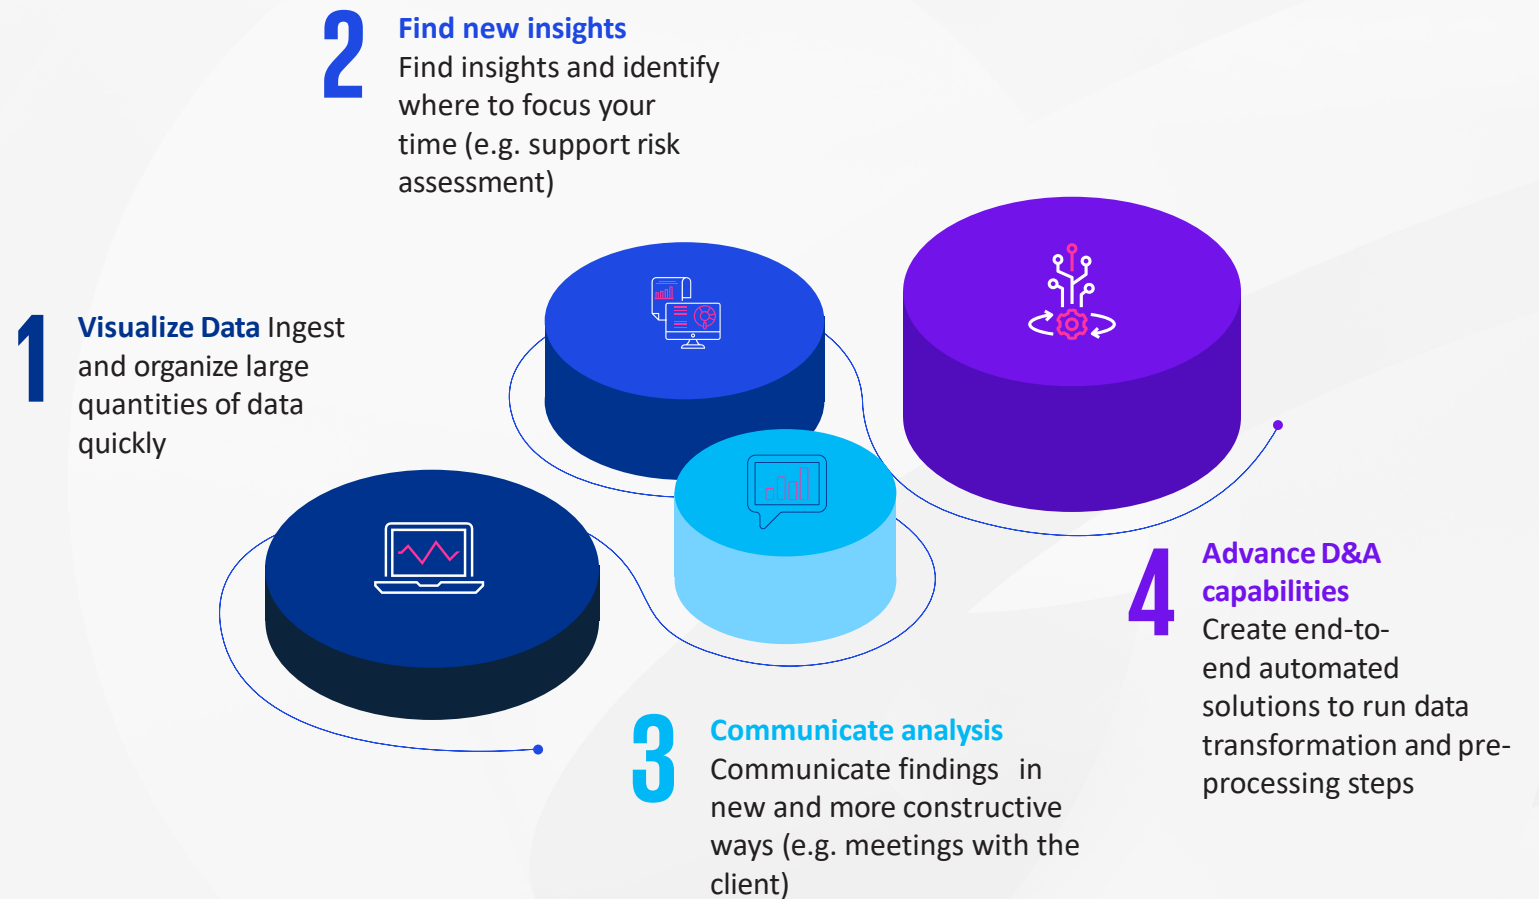 1
Visualize Data Ingest
and organize large
quantities of data
quickly
2
Find new insights
Find insights and identify
where to focus your
time (e.g. support risk
assessment)
3
Communicate analysis
Communicate findings in
new and more constructive
ways (e.g. meetings with the
client)
4
Advance D&A
capabilities
Create end-to-
end automated
solutions to run data
transformation and pre-
processing steps